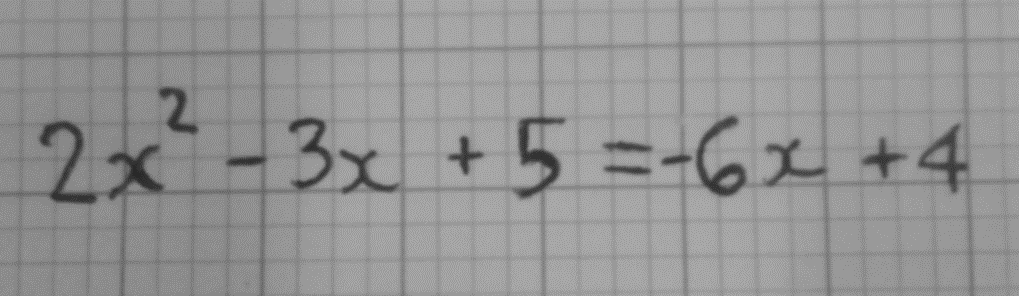 2x² - 3x + 5 = -6x + 4